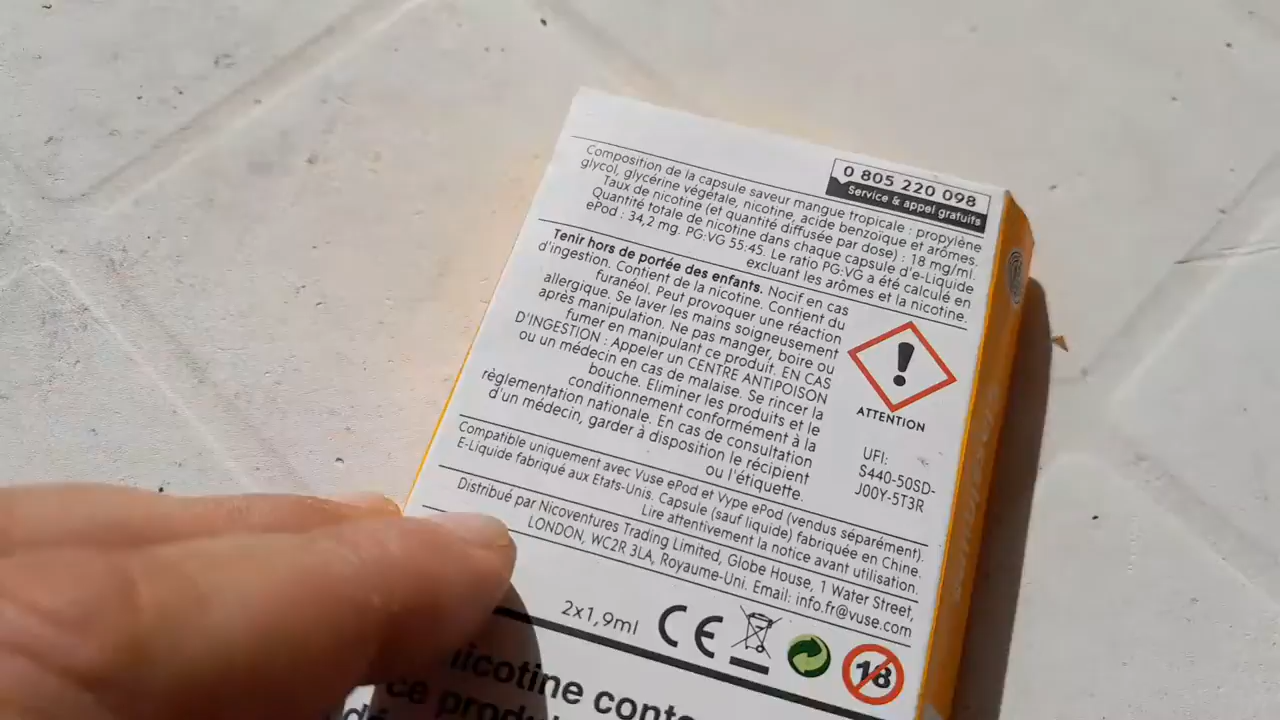 0 805 220 098
Service & appel gratuits
Composition de la capsule saveur mangue tropicale : propylène
glycol, glycérine végétale, nicotine, acide benzoïque et arômes.
Taux de nicotine (et quantité diffusée par dose) : 18 mg/ml.
Quantité totale de nicotine dans chaque capsule d'e-Liquide
ePod : 34,2 mg. PG:VG 55:45. Le ratio PG:VG a été calculé en
excluant les arômes et la nicotine.
Tenir hors de portée des enfants. Nocif en cas
d'ingestion. Contient de la nicotine. Contient du
furanéol. Peut provoquer une réaction
allergique. Se laver les mains soigneusement
après manipulation. Ne pas manger, boire ou
fumer en manipulant ce produit. EN CAS
D'INGESTION : Appeler un CENTRE ANTIPOISON
ou un médecin en cas de malaise. Se rincer la
bouche. Eliminer les produits et le
conditionnement conformément à la
règlementation nationale. En cas de consultation
d'un médecin, garder à disposition le récipient
ou l'étiquette.
ATTENTION
UFI:
S440-50SD-
J00Y-5T3R
Compatible uniquement avec Vuse ePod et Vype ePod (vendus séparément).
E-Liquide fabriqué aux Etats-Unis. Capsule (sauf liquide) fabriquée en Chine.
Lire attentivement la notice avant utilisation.
Distribué par Nicoventures Trading Limited, Globe House, 1 Water Street,
LONDON, WC2R 3LA, Royaume-Uni. Email: info.fr@vuse.com
2x1,9ml CE 18
nicotine
ce